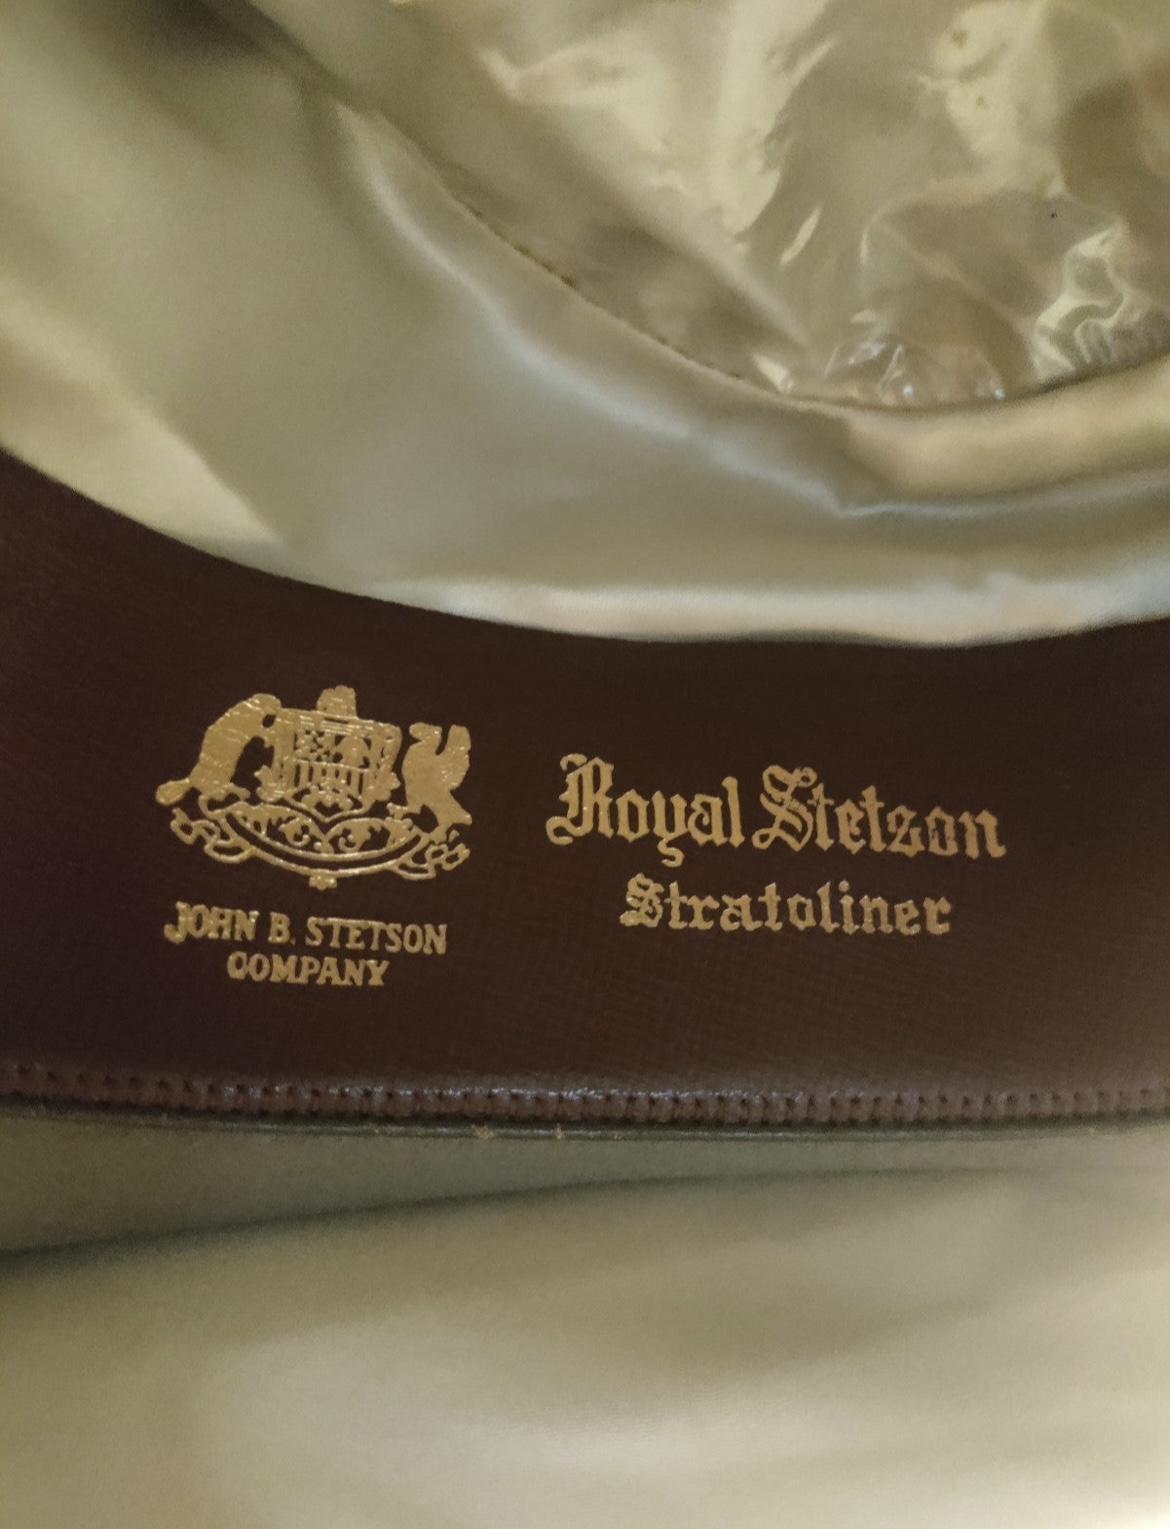 JOHN B. STETSON
COMPANY
Royal Stetson
Stratoliner